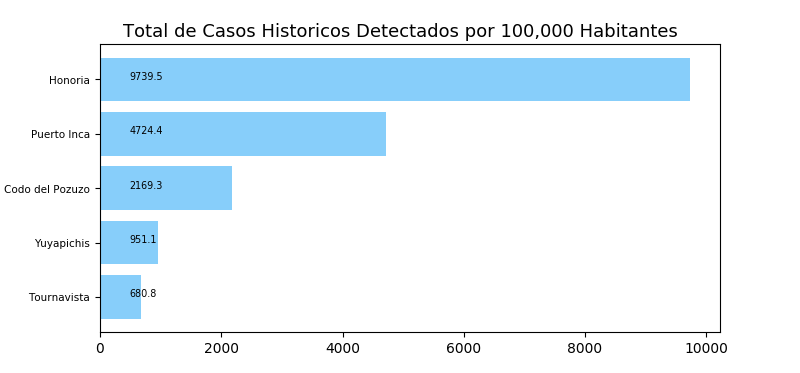 Total de Casos Historicos Detectados por 100,000 Habitantes
Honoria 9739.5
Puerto Inca 4724.4
Codo del Pozuzo 2169.3
Yuyapichis 951.1
Tournavista 680.8
0 2000 4000 6000 8000 10000